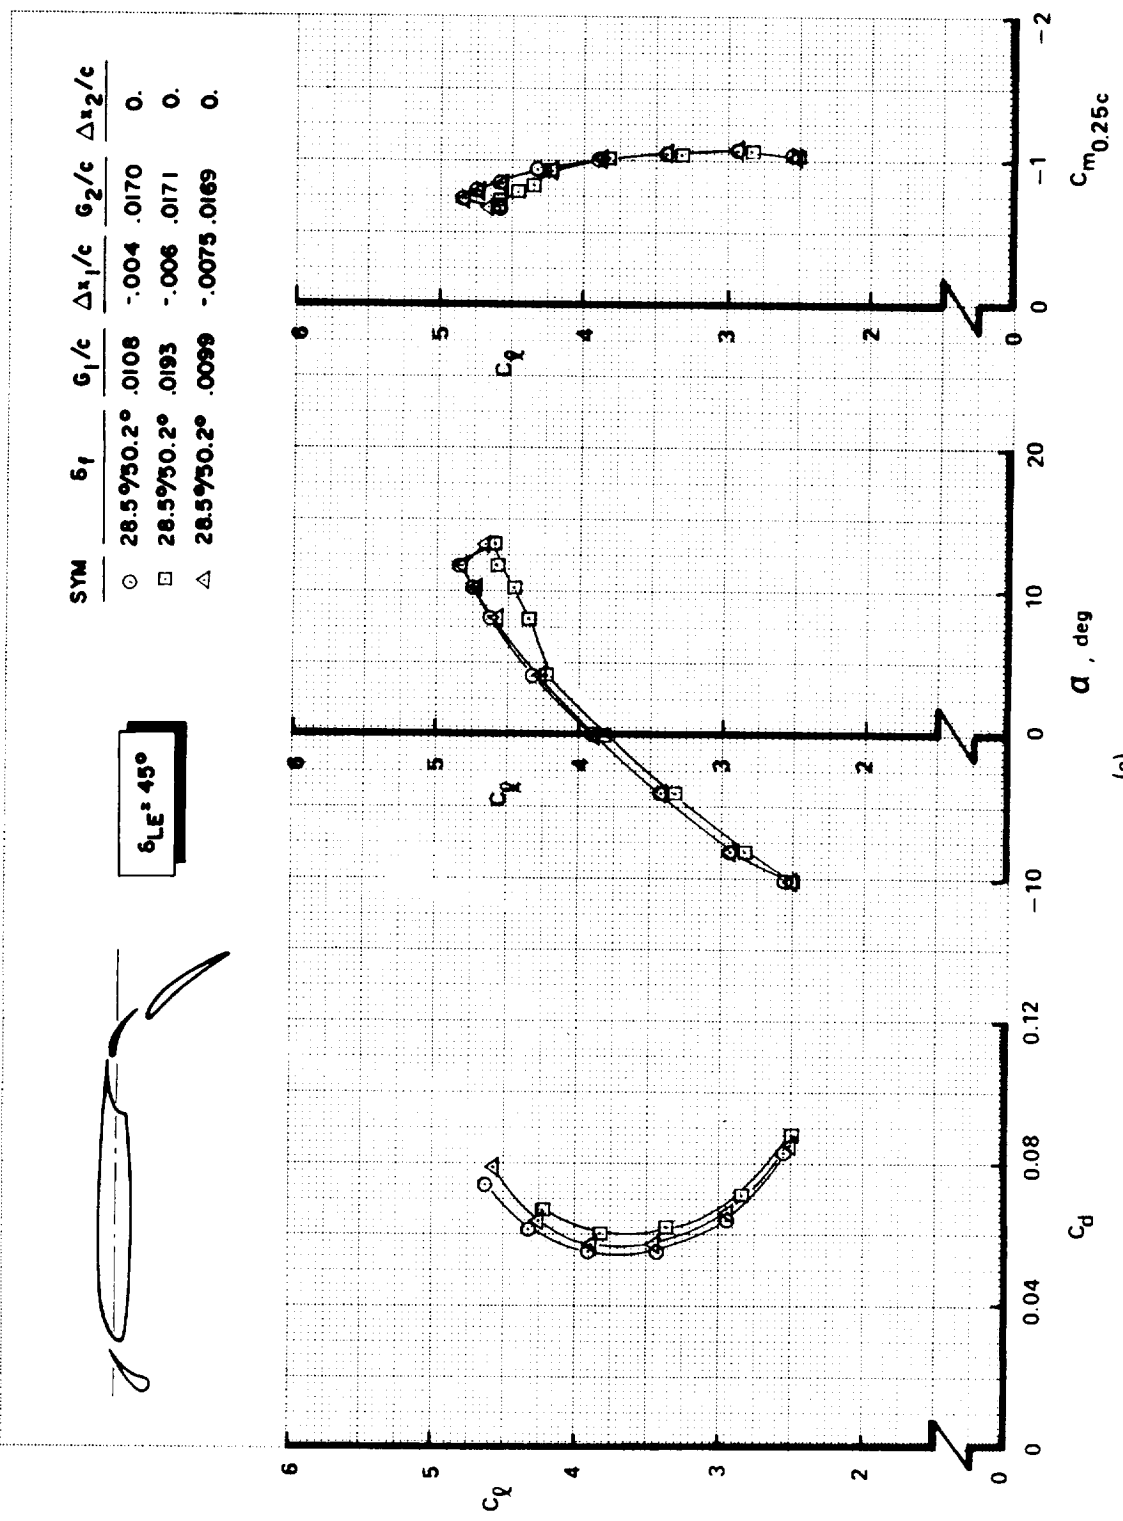 δLE = 45°
SYM δf G1/c Δx1/c G2/c Δx2/c
⊙ 28.5°/50.2° .0108 -.004 .0170 0.
⊡ 28.5°/50.2° .0193 -.006 .0171 0.
△ 28.5°/50.2° .0099 -.0075 .0169 0.
6
5
4
3
2
0
Cℓ
0 0.04 0.08 0.12
Cd
6
5
4
3
2
Cℓ
-10 0 10 20
α, deg
6
5
4
3
2
0
Cℓ
0 -1 -2
Cm0.25c